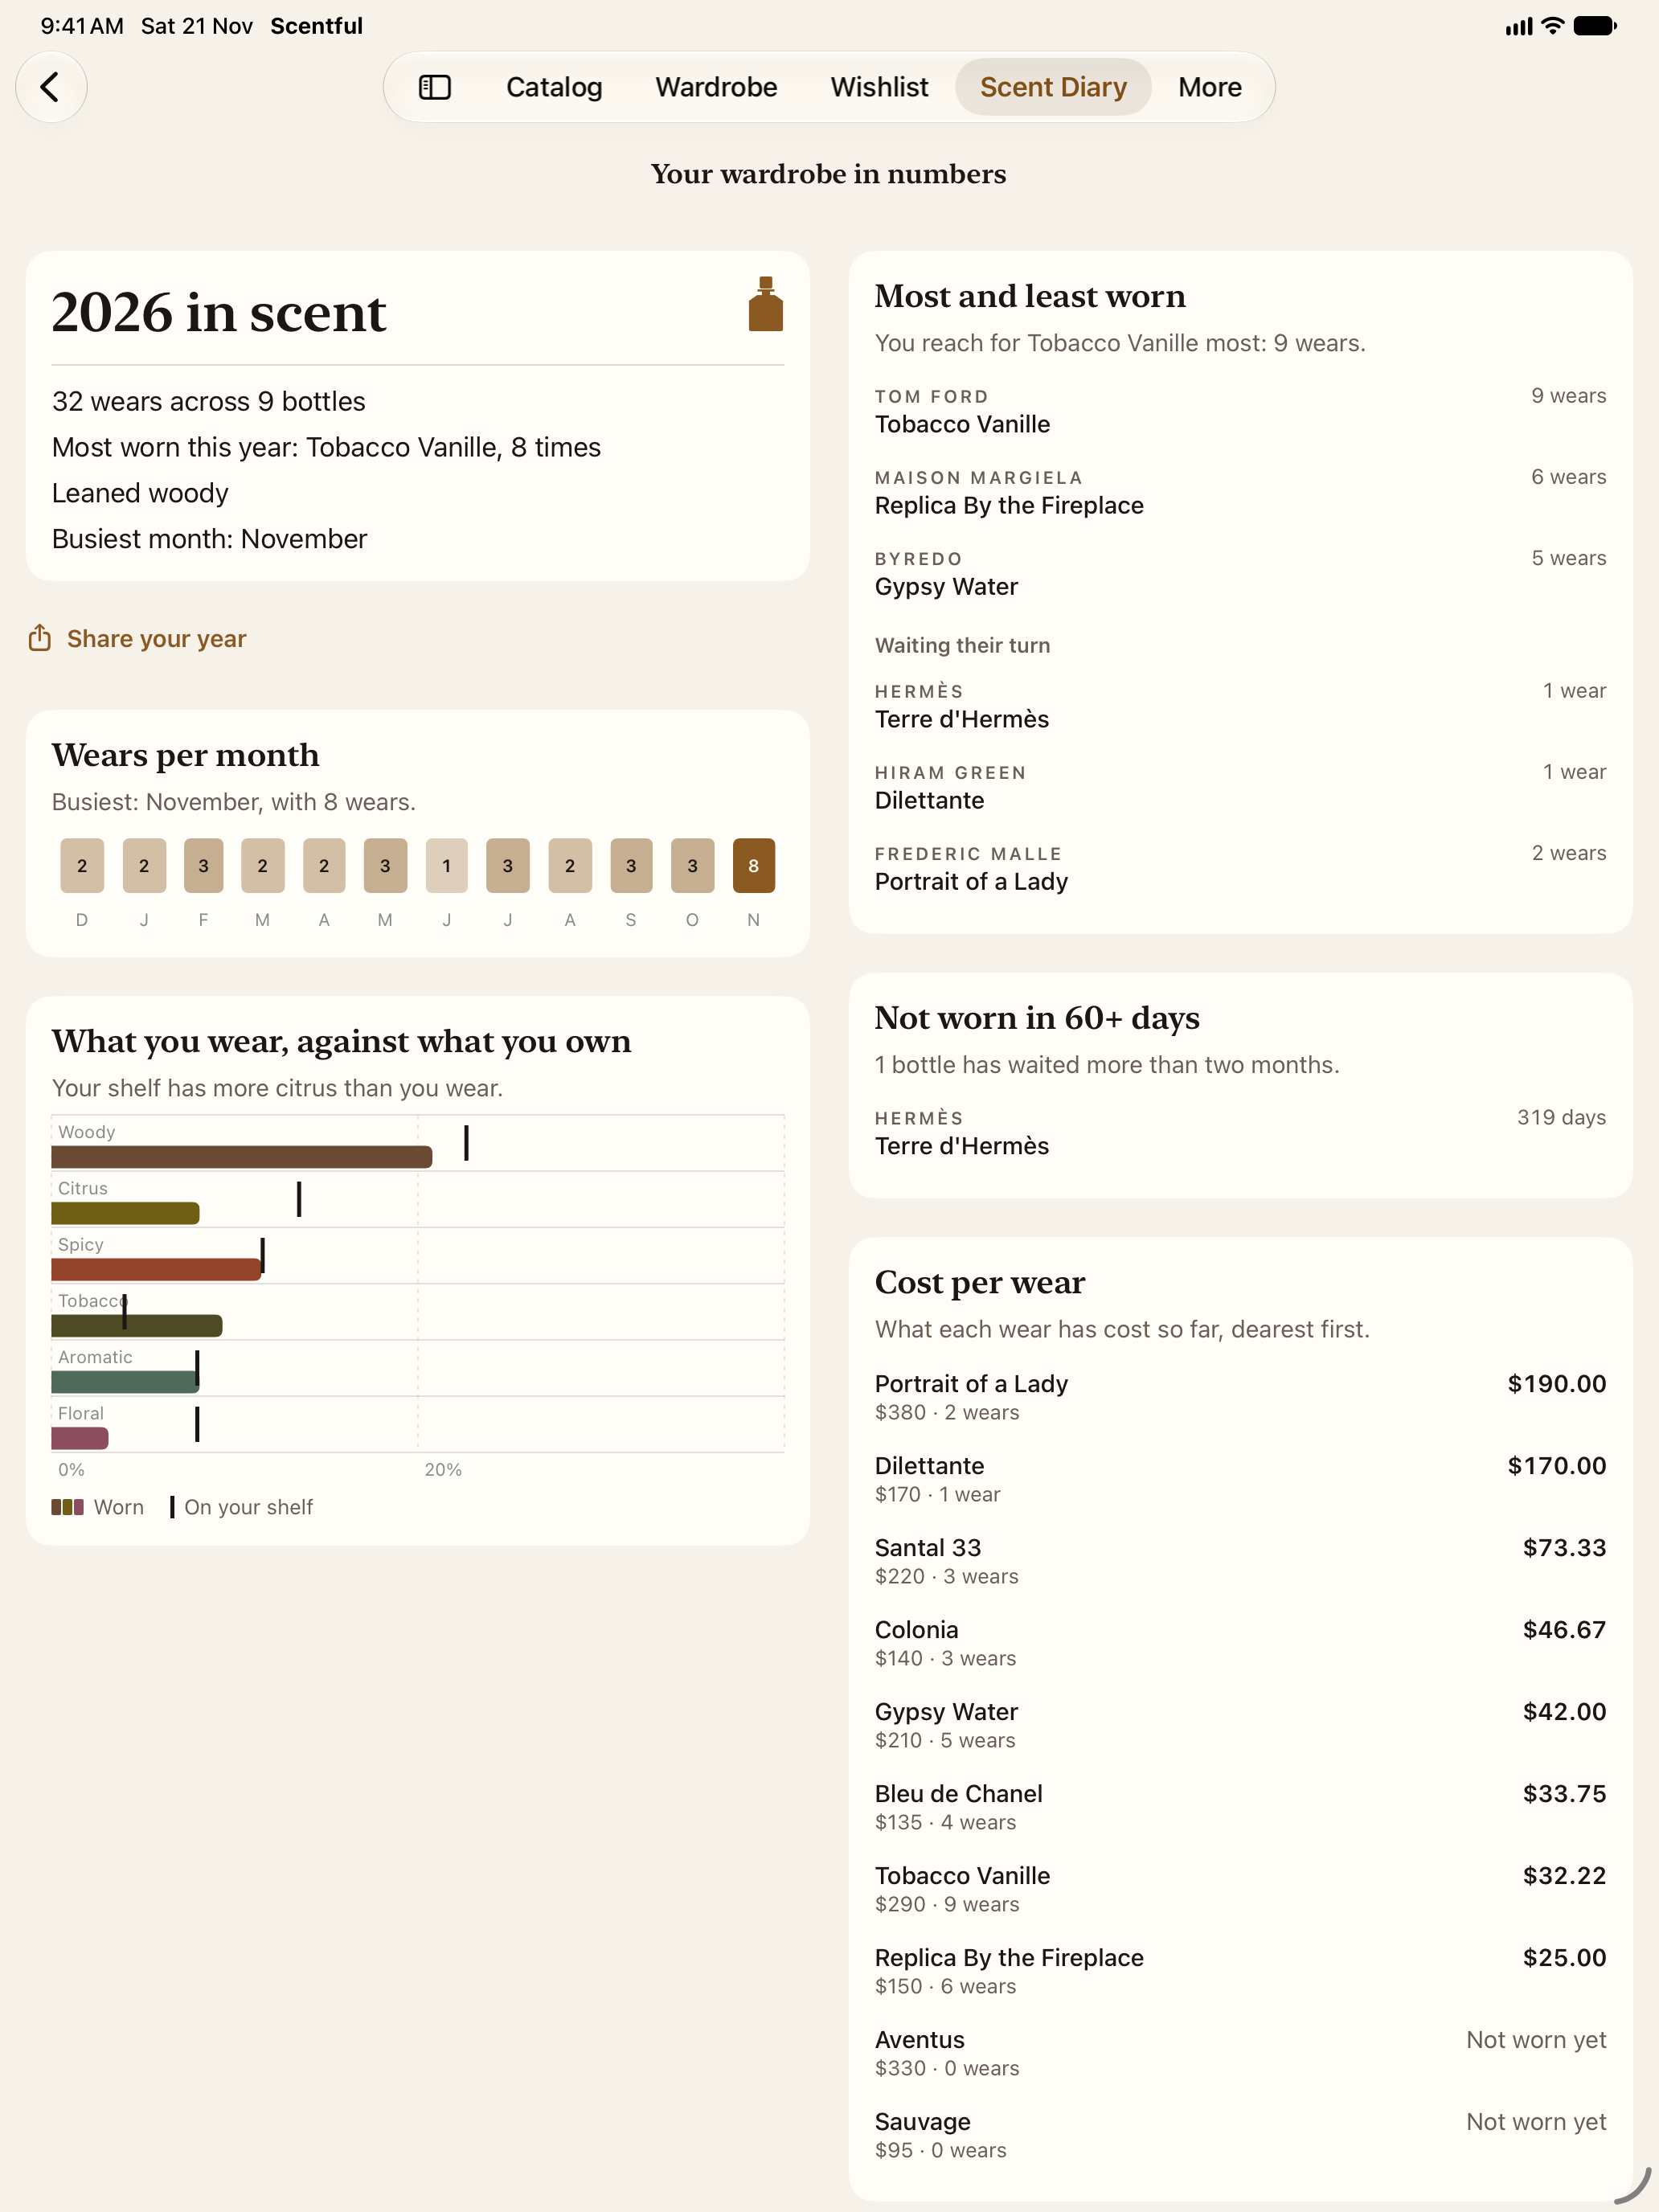 9:41 AM Sat 21 Nov Scentful
Catalog Wardrobe Wishlist Scent Diary More
Your wardrobe in numbers
2026 in scent
32 wears across 9 bottles
Most worn this year: Tobacco Vanille, 8 times
Leaned woody
Busiest month: November
Share your year
Wears per month
Busiest: November, with 8 wears.
2 2 3 2 2 3 1 3 2 3 3 8
D J F M A M J J A S O N
What you wear, against what you own
Your shelf has more citrus than you wear.
Woody
Citrus
Spicy
Tobacco
Aromatic
Floral
0% 20%
Worn On your shelf
Most and least worn
You reach for Tobacco Vanille most: 9 wears.
TOM FORD 9 wears
Tobacco Vanille
MAISON MARGIELA 6 wears
Replica By the Fireplace
BYREDO 5 wears
Gypsy Water
Waiting their turn
HERMÈS 1 wear
Terre d'Hermès
HIRAM GREEN 1 wear
Dilettante
FREDERIC MALLE 2 wears
Portrait of a Lady
Not worn in 60+ days
1 bottle has waited more than two months.
HERMÈS 319 days
Terre d'Hermès
Cost per wear
What each wear has cost so far, dearest first.
Portrait of a Lady $190.00
$380 · 2 wears
Dilettante $170.00
$170 · 1 wear
Santal 33 $73.33
$220 · 3 wears
Colonia $46.67
$140 · 3 wears
Gypsy Water $42.00
$210 · 5 wears
Bleu de Chanel $33.75
$135 · 4 wears
Tobacco Vanille $32.22
$290 · 9 wears
Replica By the Fireplace $25.00
$150 · 6 wears
Aventus Not worn yet
$330 · 0 wears
Sauvage Not worn yet
$95 · 0 wears